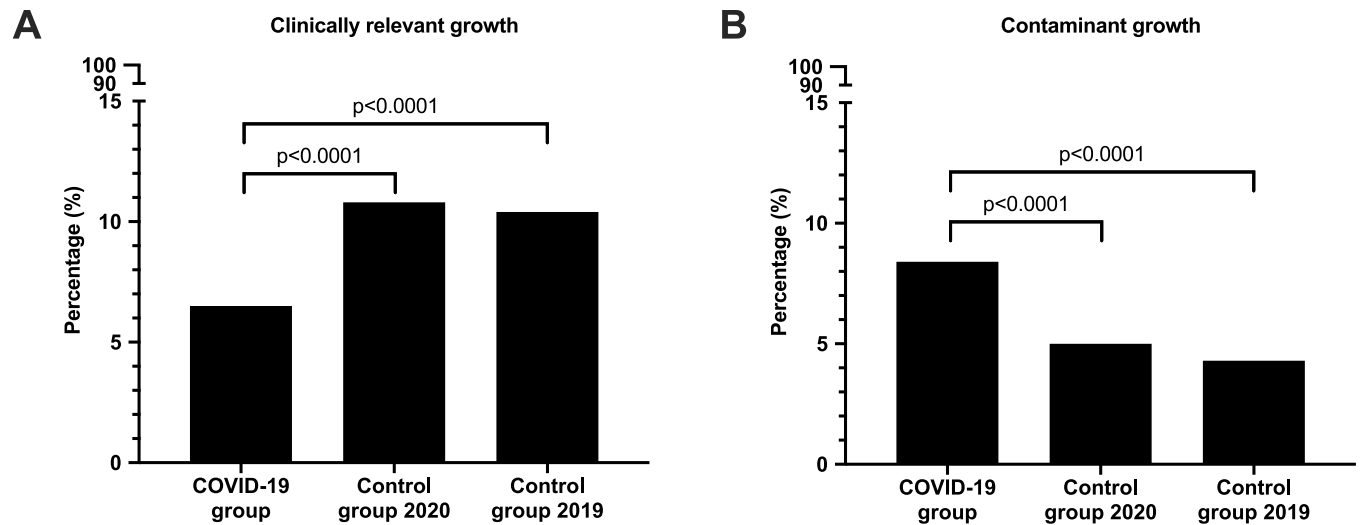 A
Clinically relevant growth
100
90
15
10
5
0
Percentage (%)
p<0.0001
p<0.0001
COVID-19
group
Control
group 2020
Control
group 2019
B
Contaminant growth
100
90
15
10
5
0
Percentage (%)
p<0.0001
p<0.0001
COVID-19
group
Control
group 2020
Control
group 2019